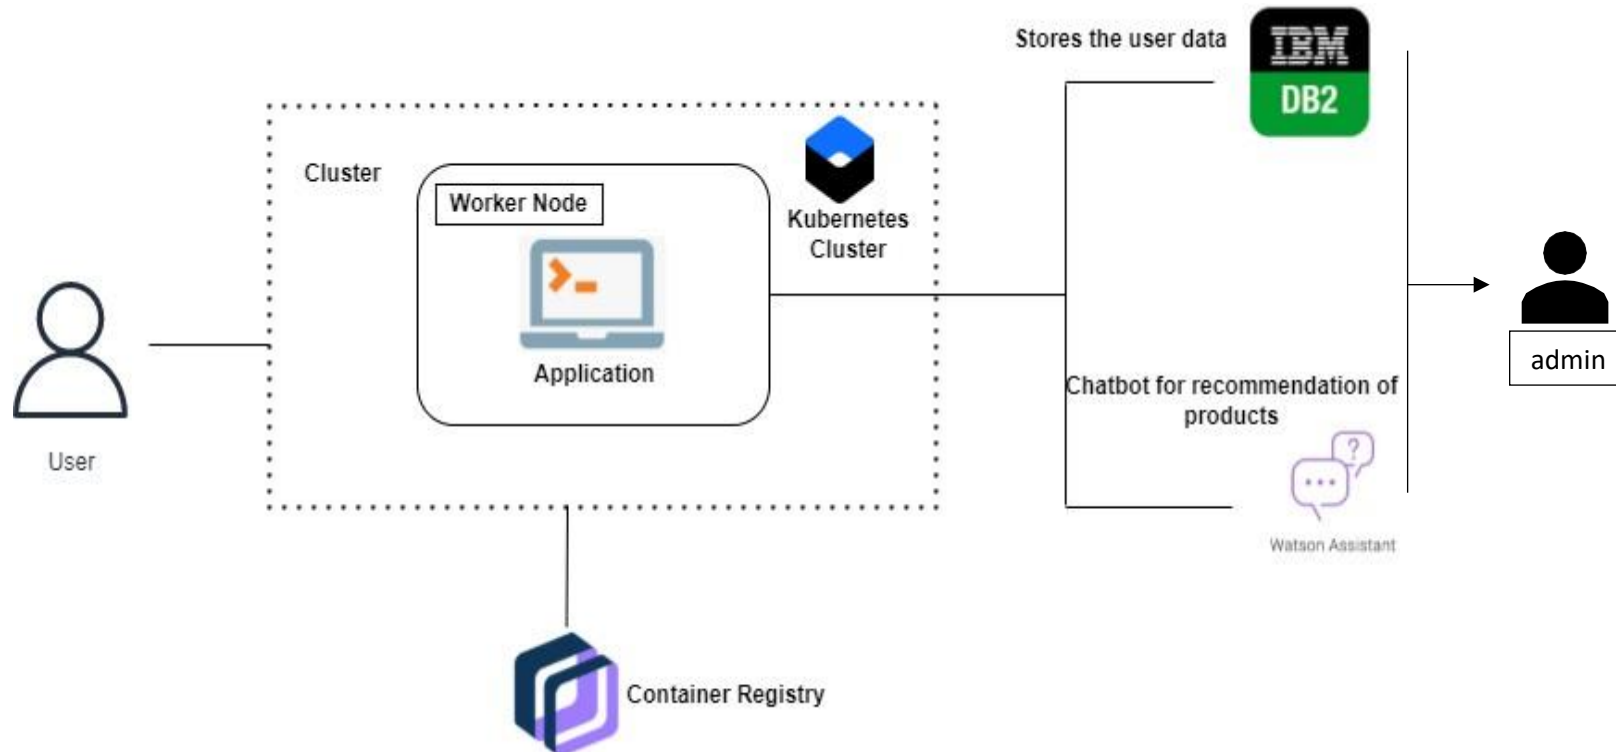 Stores the user data
IBM
DB2
Cluster
Worker Node
Kubernetes
Cluster
Application
admin
Chatbot for recommendation of
products
?
User
Watson Assistant
Container Registry